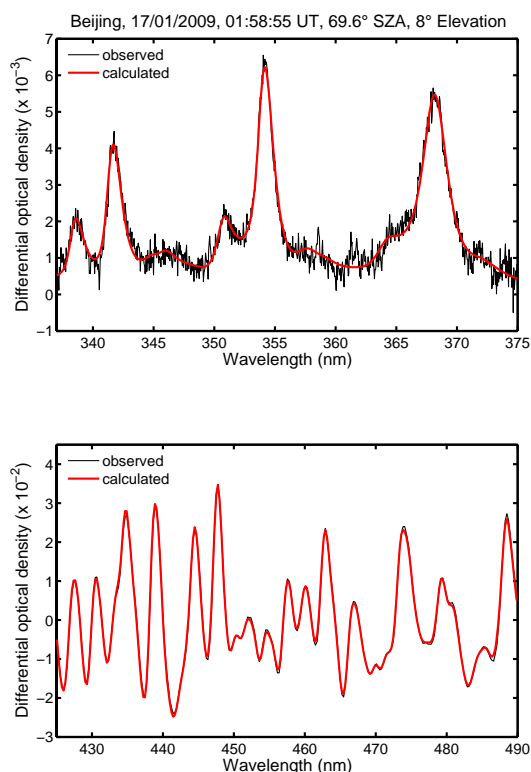 Beijing, 17/01/2009, 01:58:55 UT, 69.6° SZA, 8° Elevation
Differential optical density (x 10⁻³)
7
6
5
4
3
2
1
0
−1
observed
calculated
340 345 350 355 360 365 370 375
Wavelength (nm)
Differential optical density (x 10⁻²)
4
3
2
1
0
−1
−2
−3
observed
calculated
430 440 450 460 470 480 490
Wavelength (nm)